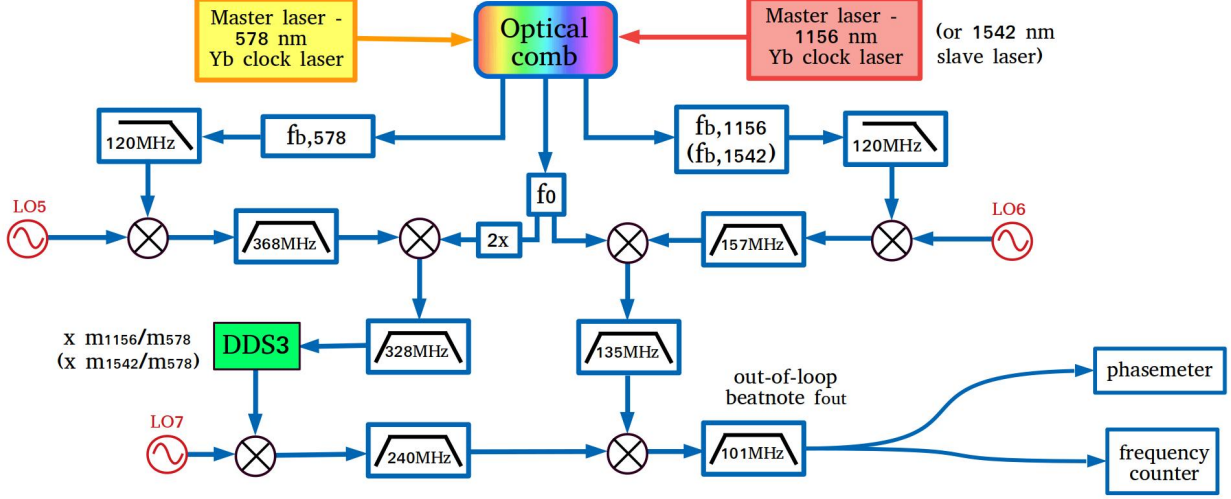 Master laser -
578 nm
Yb clock laser
Optical
comb
Master laser -
1156 nm
Yb clock laser
(or 1542 nm
slave laser)
120MHz
fb,578
fb,1156
(fb,1542)
120MHz
f0
LO5
LO6
368MHz
2x
157MHz
x m1156/m578
(x m1542/m578)
DDS3
328MHz
135MHz
out-of-loop
beatnote fout
phasemeter
LO7
240MHz
101MHz
frequency
counter